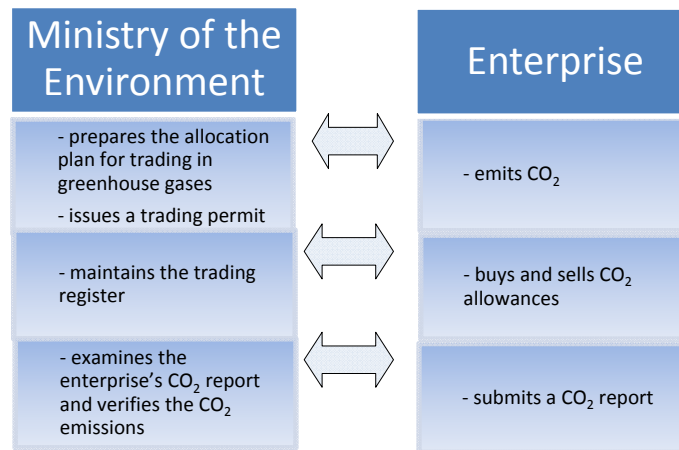 Ministry of the
Environment
- prepares the allocation
plan for trading in
greenhouse gases
- issues a trading permit
- maintains the trading
register
- examines the
enterprise's CO₂ report
and verifies the CO₂
emissions
Enterprise
- emits CO₂
- buys and sells CO₂
allowances
- submits a CO₂ report